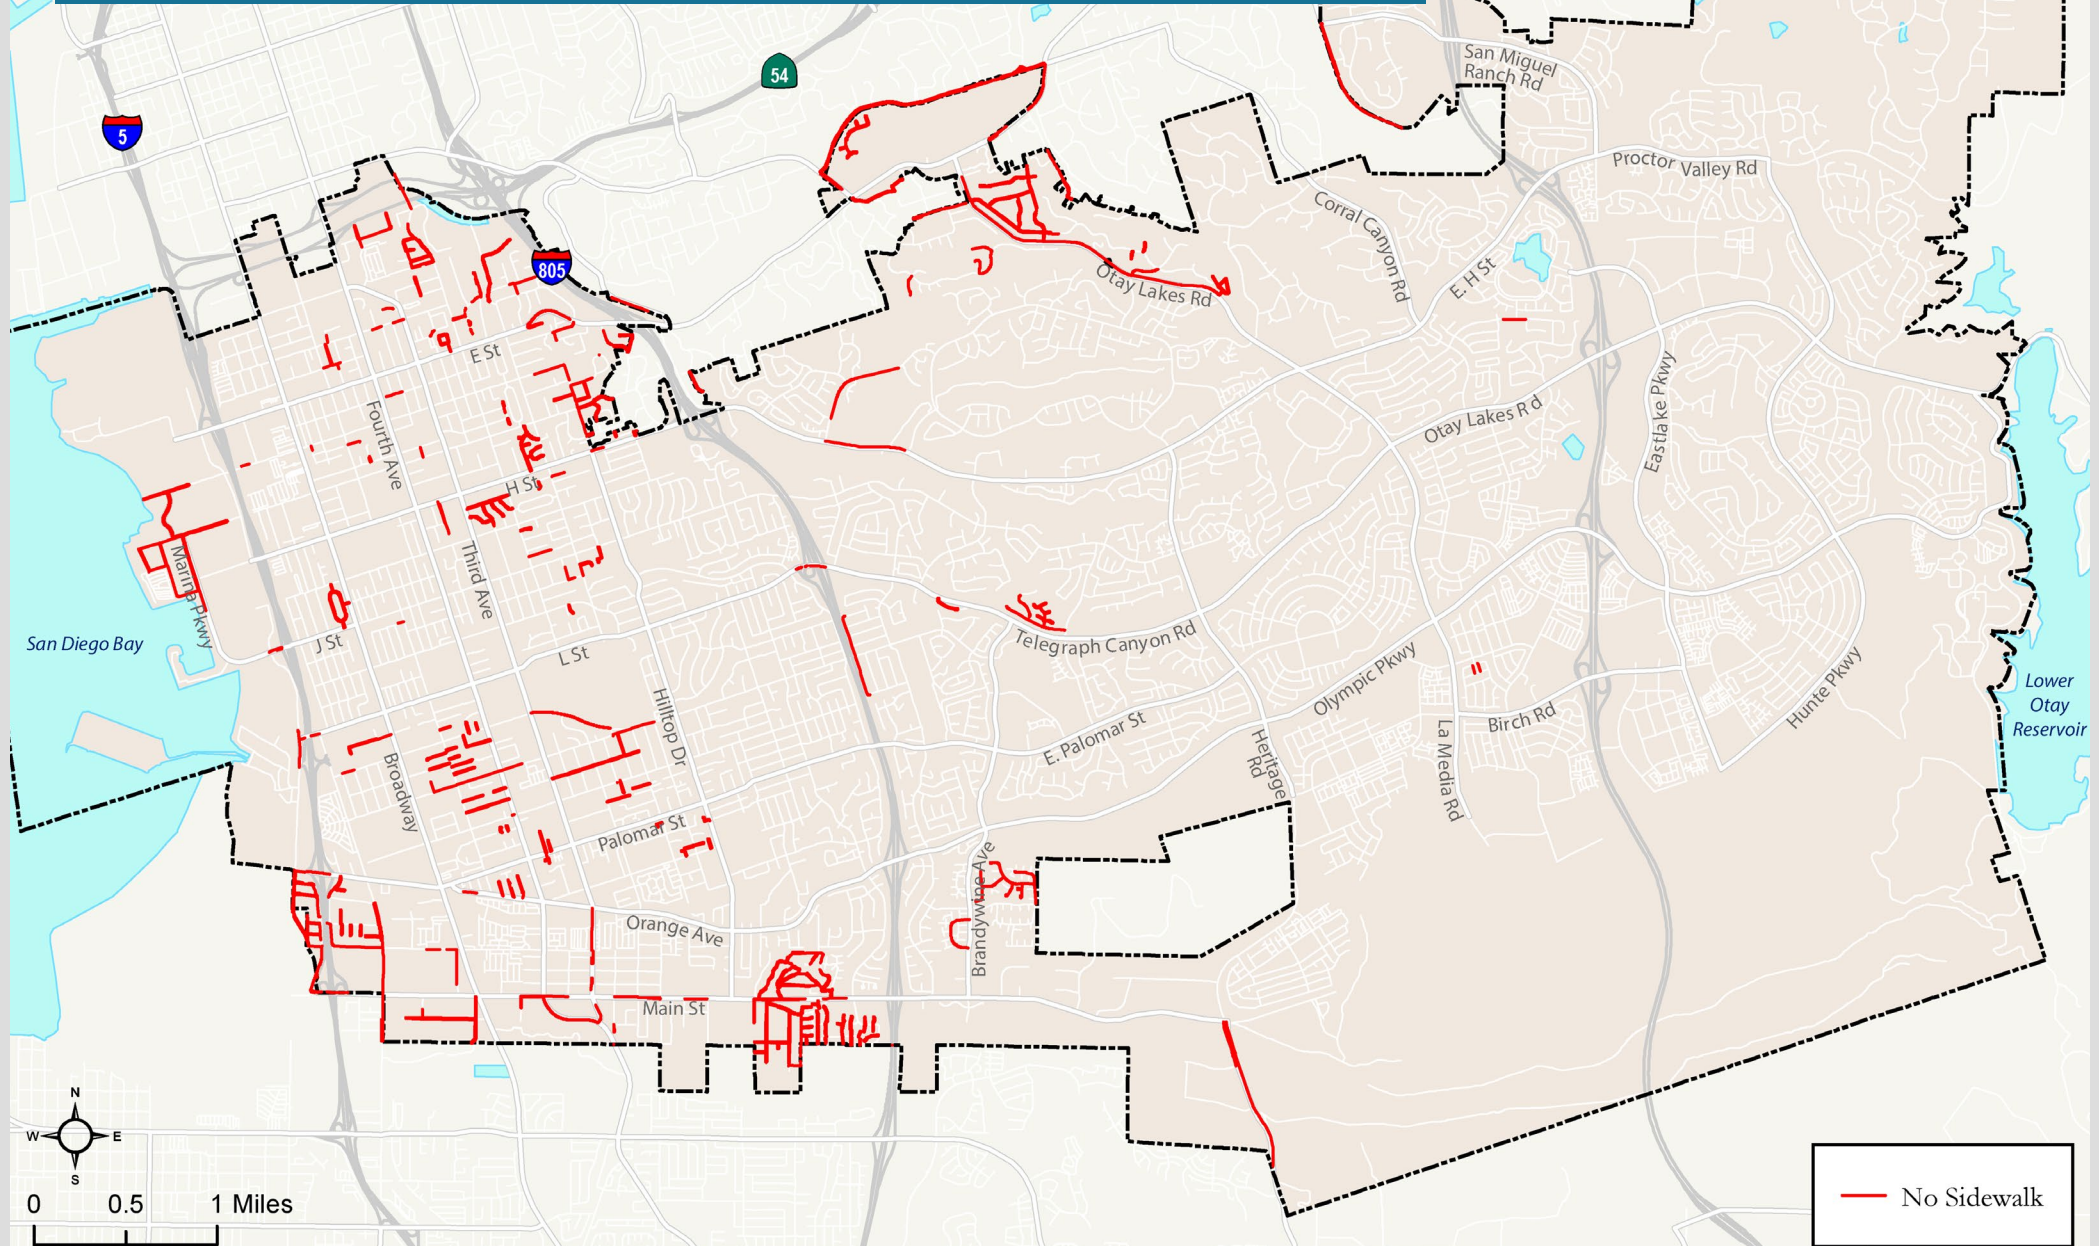 54
San Miguel
Ranch Rd
5
Proctor Valley Rd
Corral Canyon Rd
805
E. H St
Otay Lakes Rd
E St
Fourth Ave
Eastlake Pkwy
Otay Lakes Rd
H St
Third Ave
Marina Pkwy
San Diego Bay
J St
L St
Telegraph Canyon Rd
Hilltop Dr
Olympic Pkwy
Hunte Pkwy
Lower
Otay
Reservoir
Birch Rd
E. Palomar St
Heritage
Rd
La Media Rd
Broadway
Palomar St
Brandywine Ave
Orange Ave
Main St
N
W
E
S
0 0.5 1 Miles
No Sidewalk